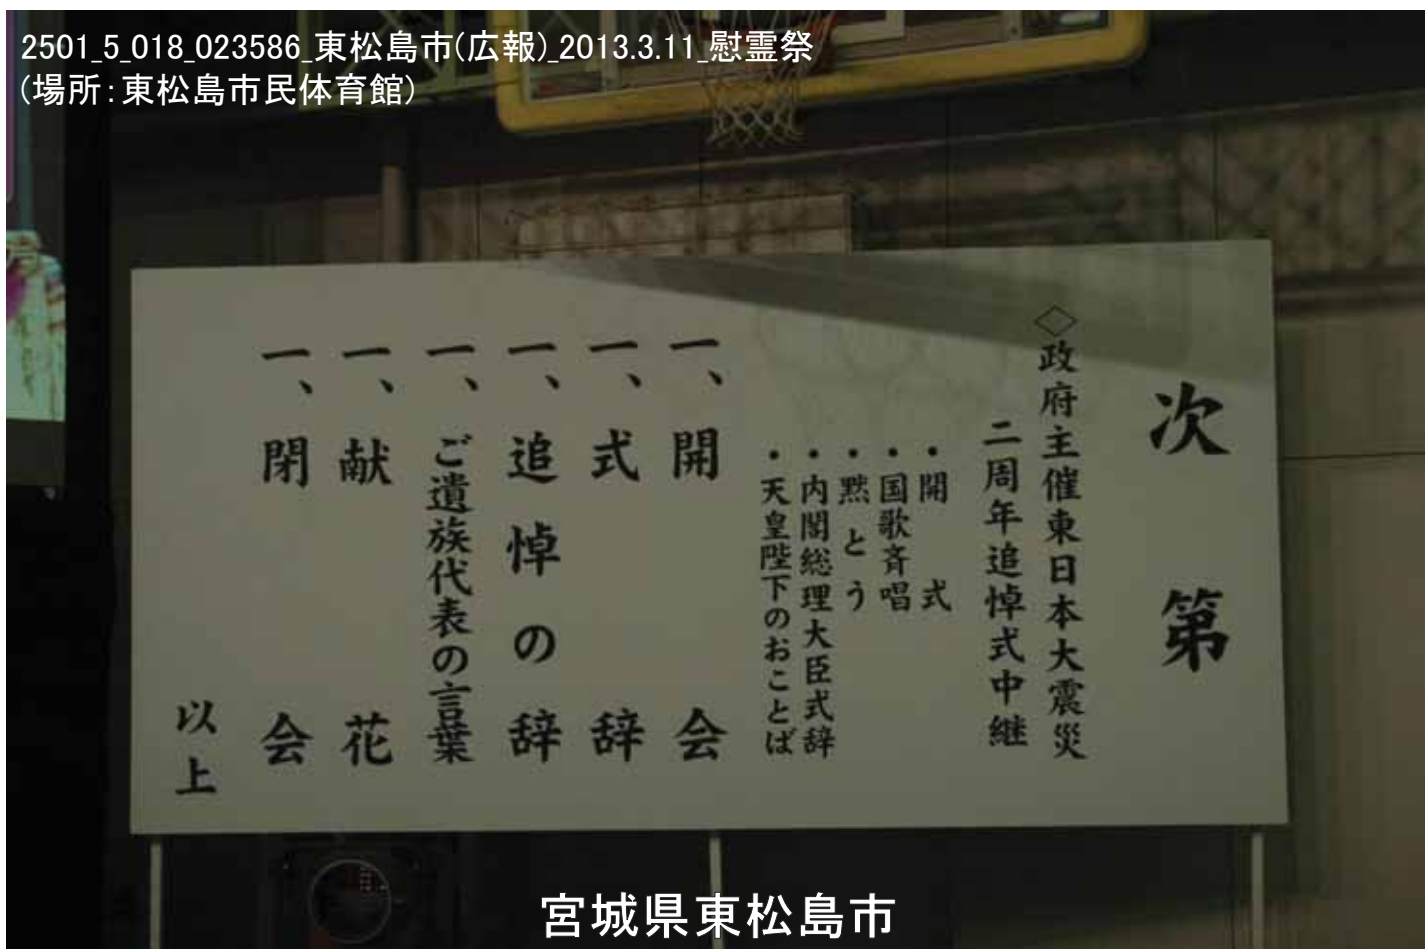 2501_5_018_023586_東松島市(広報)_2013.3.11_慰霊祭
(場所:東松島市民体育館)
次第
◇政府主催東日本大震災
二周年追悼式中継
・開式
・国歌斉唱
・黙とう
・内閣総理大臣式辞
・天皇陛下のおことば
一、開会
一、式辞
一、追悼の辞
一、ご遺族代表の言葉
一、献花
一、閉会
以上
宮城県東松島市